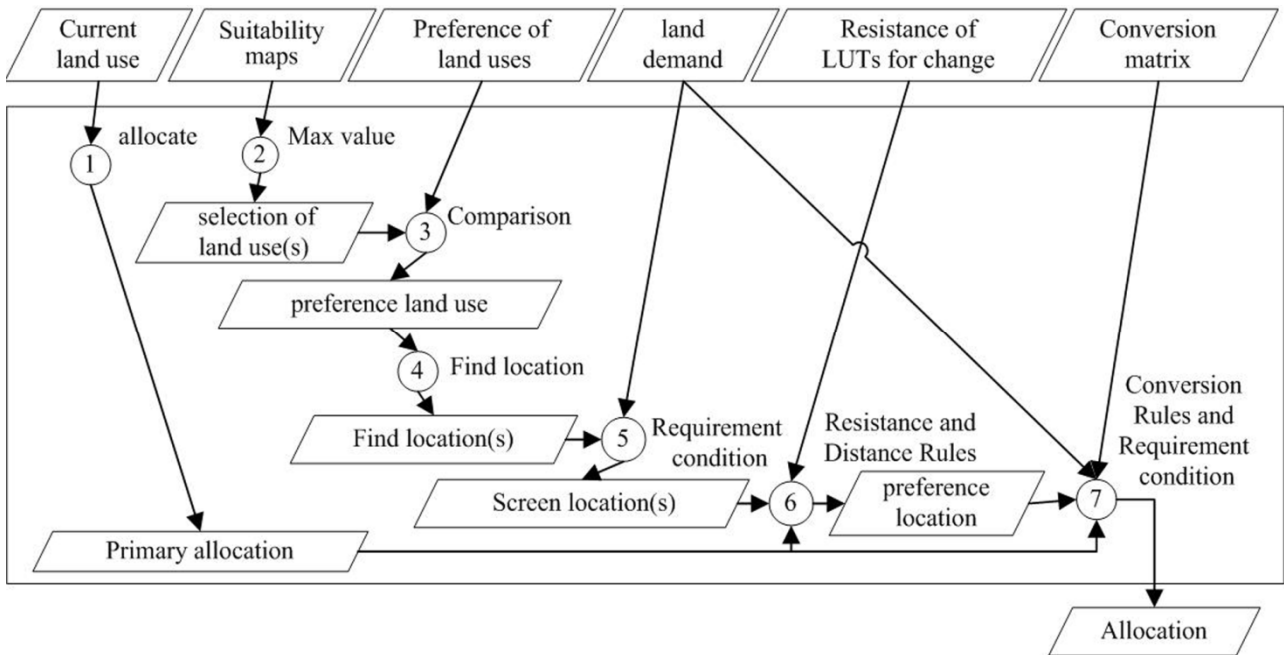 Current
land use
Suitability
maps
Preference of
land uses
land
demand
Resistance of
LUTs for change
Conversion
matrix
allocate
1
Max value
2
selection of
land use(s)
3
Comparison
preference land use
4
Find location
Find location(s)
5
Requirement
condition
Resistance and
Distance Rules
Conversion
Rules and
Requirement
condition
Screen location(s)
6
preference
location
7
Primary allocation
Allocation